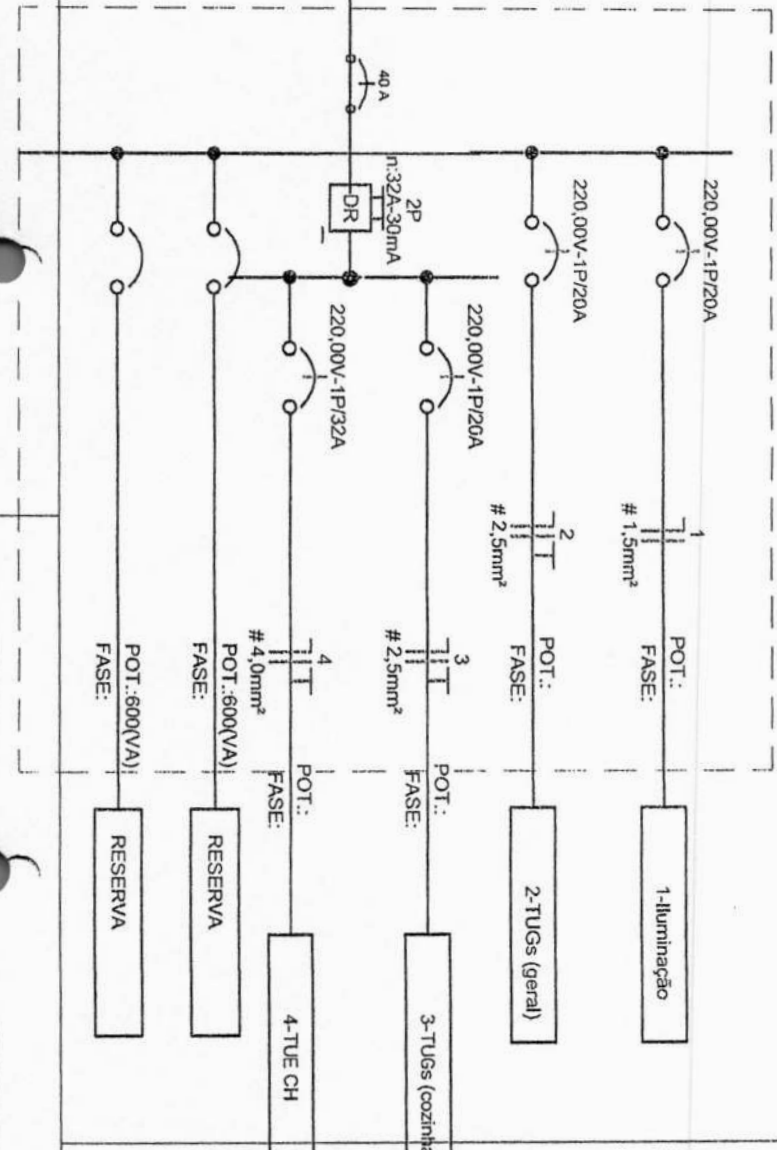 220,00V-1P/20A
1
# 1,5mm²
POT.:
FASE:
1-Iluminação
220,00V-1P/20A
2
# 2,5mm²
POT.:
FASE:
2-TUGs (geral)
40 A
2P
n:32A-30mA
DR
220,00V-1P/20A
3
# 2,5mm²
POT.:
FASE:
3-TUGs (cozinha
220,00V-1P/32A
4
# 4,0mm²
POT.:
FASE:
4-TUE CH
POT.:600(VA)
FASE:
RESERVA
POT.:600(VA)
FASE:
RESERVA